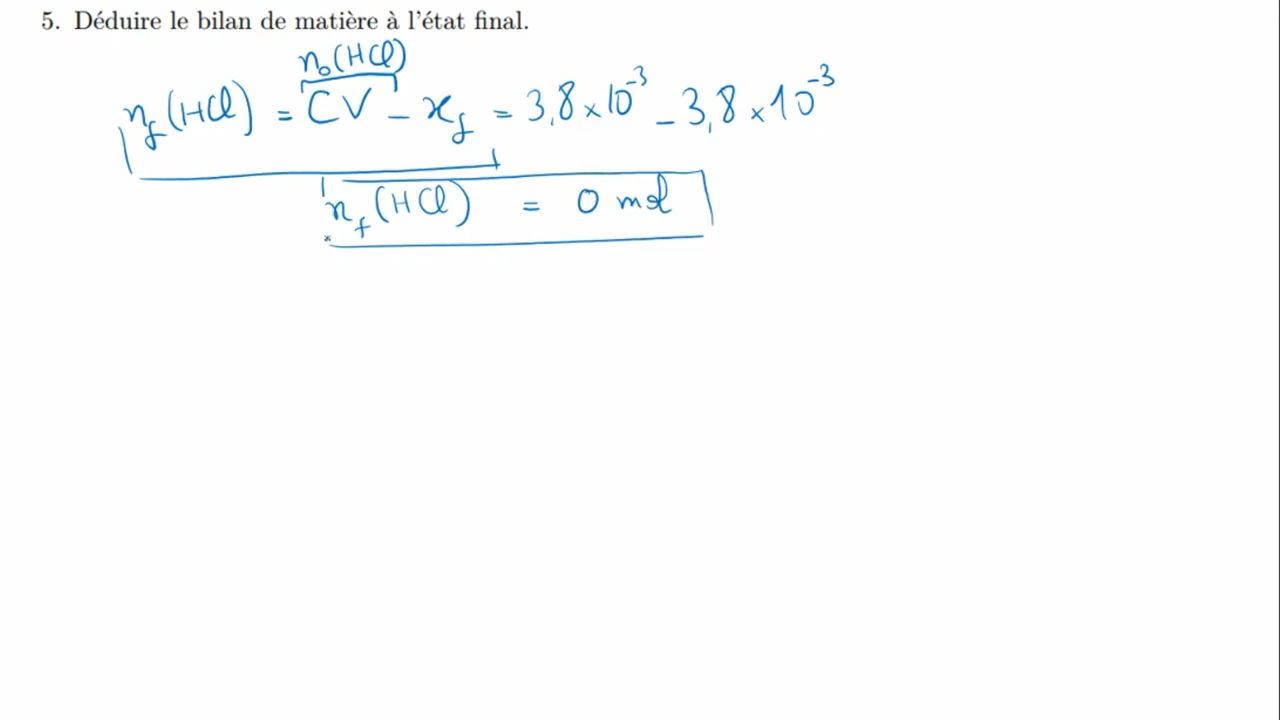 5. Déduire le bilan de matière à l'état final.
n₀(HCl)
n_f(HCl) = CV - x_f = 3,8×10⁻³ - 3,8×10⁻³
n_f(HCl) = 0 mol